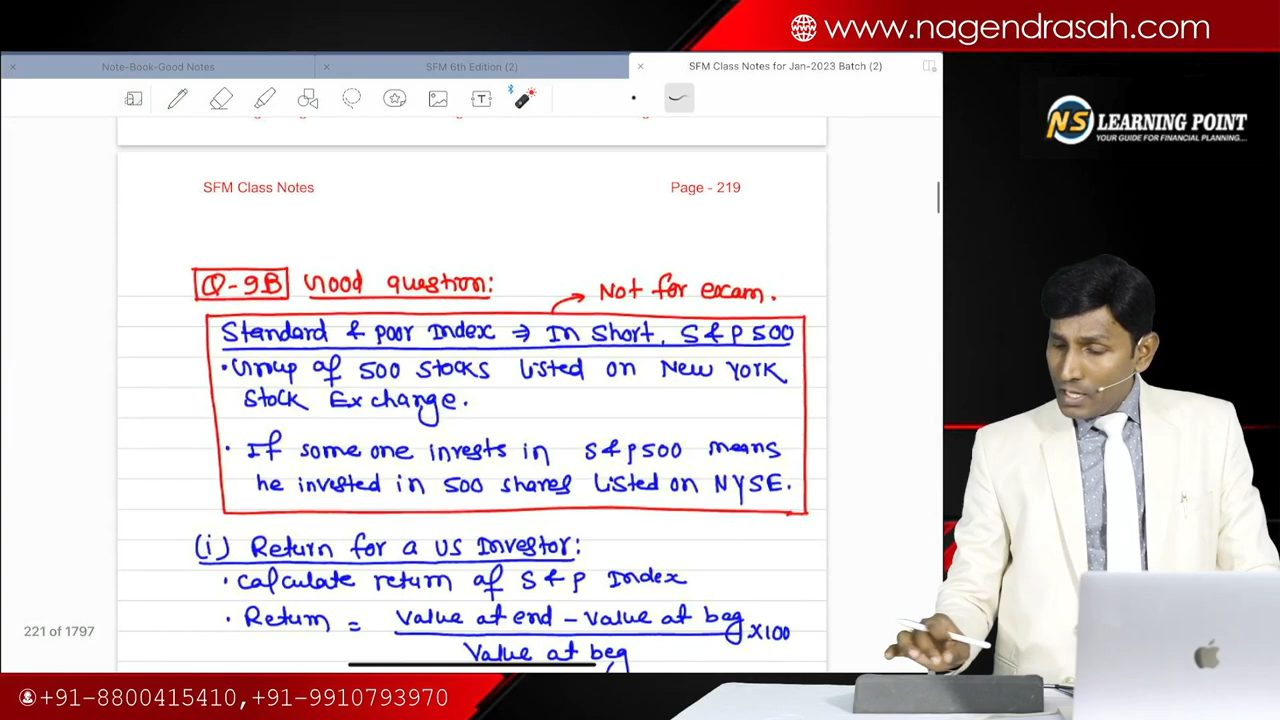 www.nagendrasah.com
Note-Book-Good Notes
SFM 6th Edition (2)
SFM Class Notes for Jan-2023 Batch (2)
T
NS LEARNING POINT
YOUR GUIDE FOR FINANCIAL PLANNING....
SFM Class Notes
Page - 219
Q-9B Good question:
Not for exam.
Standard & poor Index ⇒ In Short, S&P 500
• Group of 500 Stocks Listed on New York
Stock Exchange.
• If some one invests in S&P 500 means
he invested in 500 shares Listed on NYSE.
(i) Return for a US Investor:
• Calculate return of S & P Index
• Return = Value at end - Value at beg X100
Value at beg
221 of 1797
+91-8800415410,+91-9910793970